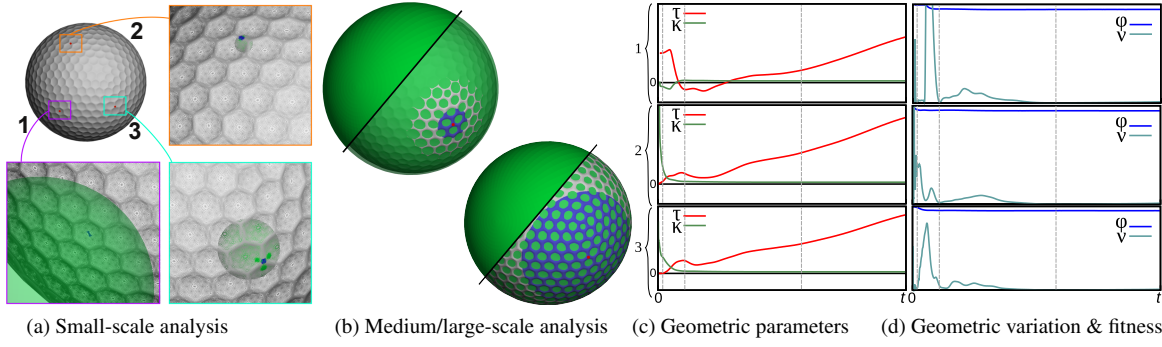 2
1
3
(a) Small-scale analysis
(b) Medium/large-scale analysis
1
τ
κ
0
2
τ
κ
0
3
τ
κ
0
0
t
(c) Geometric parameters
φ
ν
φ
ν
φ
ν
0
t
(d) Geometric variation & fitness